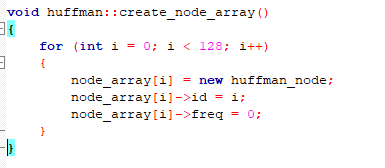 void huffman::create_node_array()
{
    for (int i = 0; i < 128; i++)
    {
        node_array[i] = new huffman_node;
        node_array[i]->id = i;
        node_array[i]->freq = 0;
    }
}